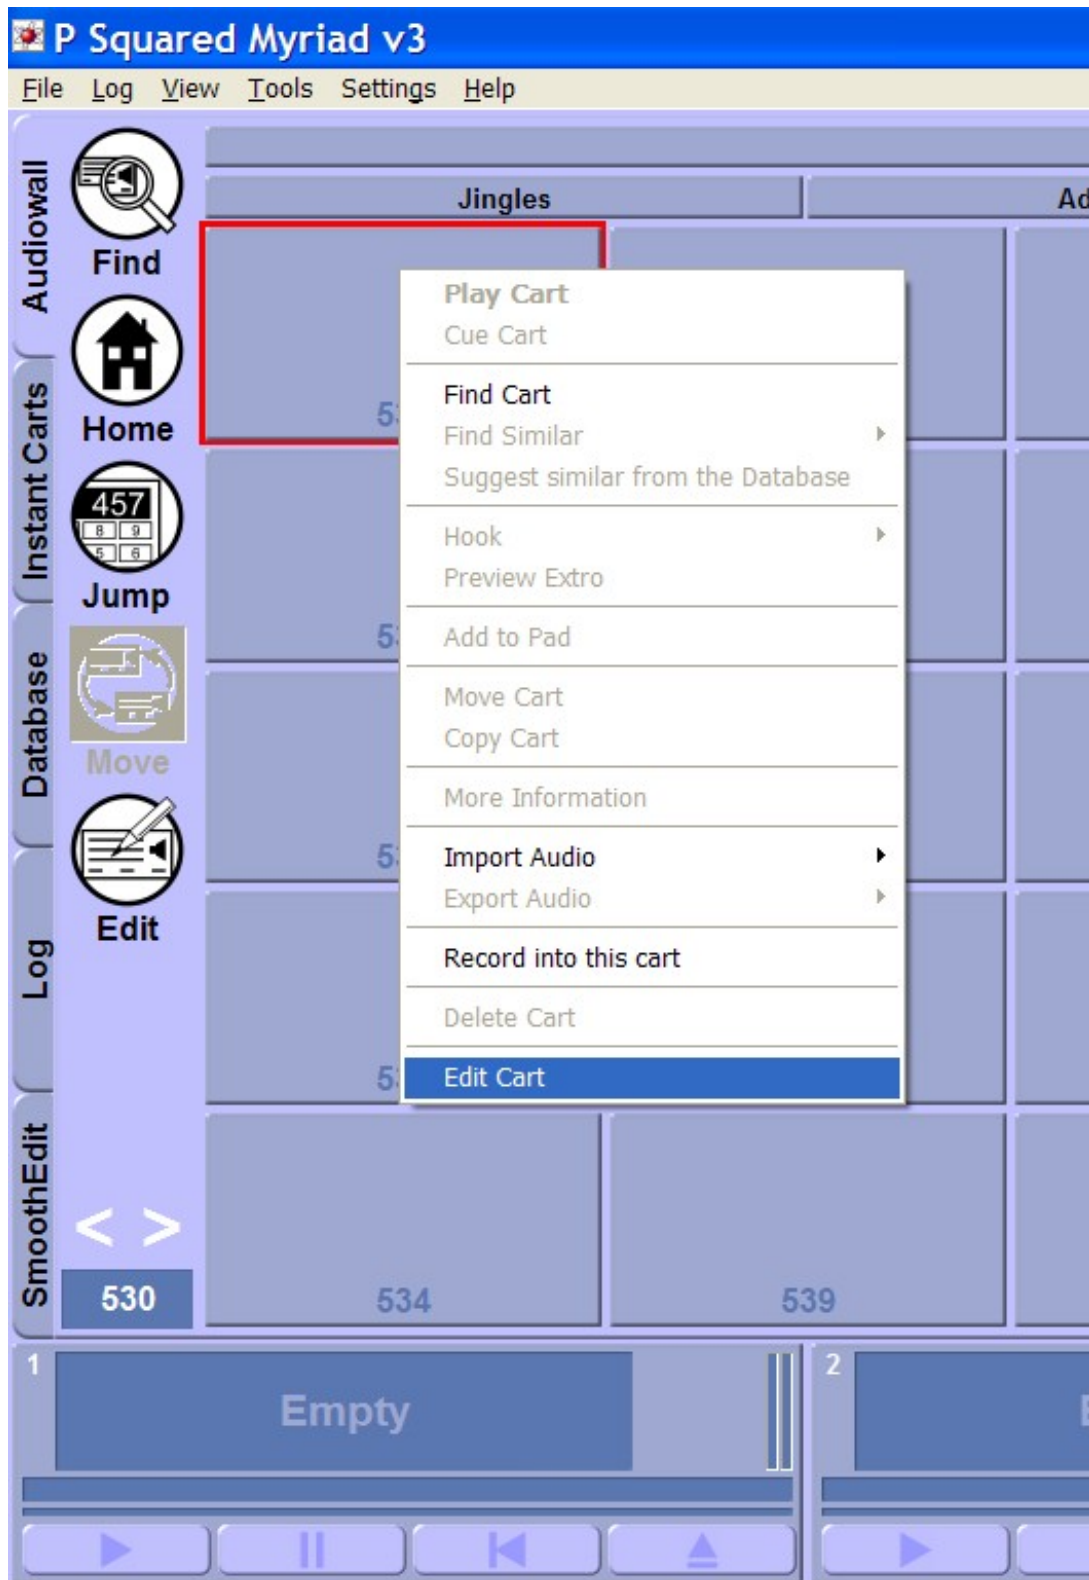 P Squared Myriad v3
File Log View Tools Settings Help
Audiowall
Instant Carts
Database
Log
SmoothEdit
Find
Home
457
8 9
5 6
Jump
Move
Edit
< >
530
Jingles
Play Cart
Cue Cart
Find Cart
Find Similar
Suggest similar from the Database
Hook
Preview Extro
Add to Pad
Move Cart
Copy Cart
More Information
Import Audio
Export Audio
Record into this cart
Delete Cart
Edit Cart
534 539
1
Empty
2